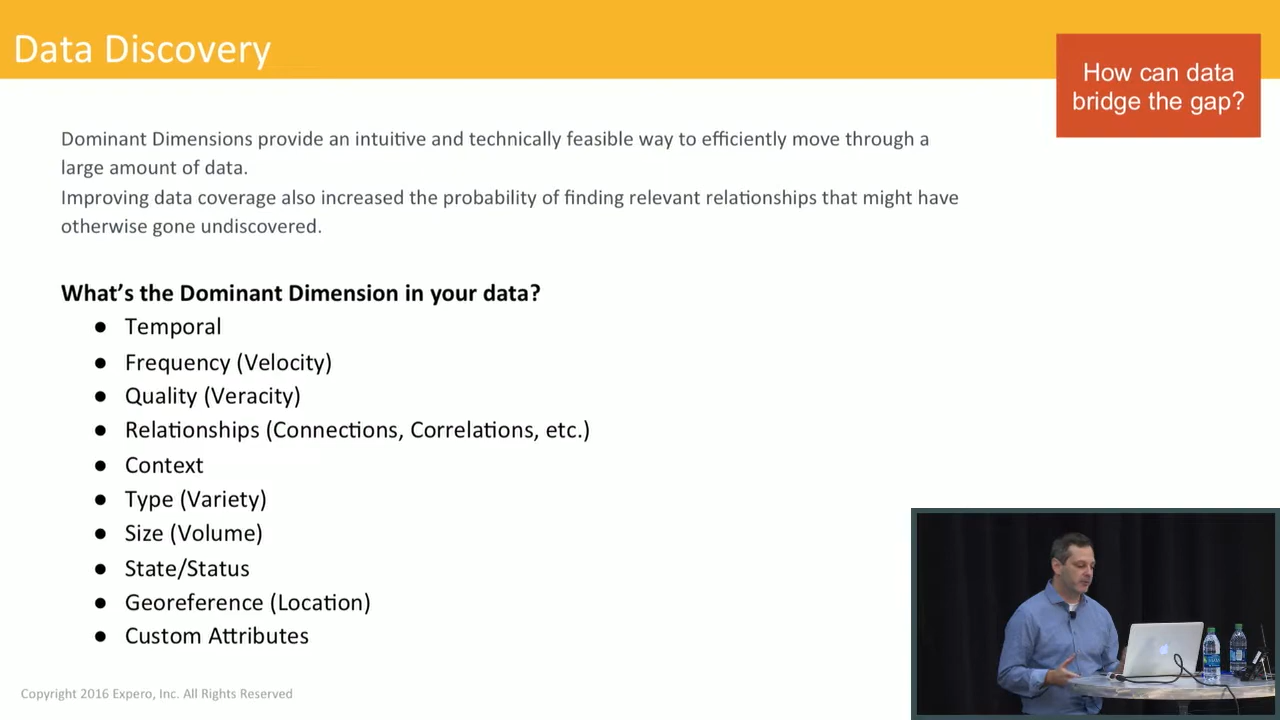 Data Discovery
How can data
bridge the gap?
Dominant Dimensions provide an intuitive and technically feasible way to efficiently move through a
large amount of data.
Improving data coverage also increased the probability of finding relevant relationships that might have
otherwise gone undiscovered.
What's the Dominant Dimension in your data?
● Temporal
● Frequency (Velocity)
● Quality (Veracity)
● Relationships (Connections, Correlations, etc.)
● Context
● Type (Variety)
● Size (Volume)
● State/Status
● Georeference (Location)
● Custom Attributes
Copyright 2016 Expero, Inc. All Rights Reserved